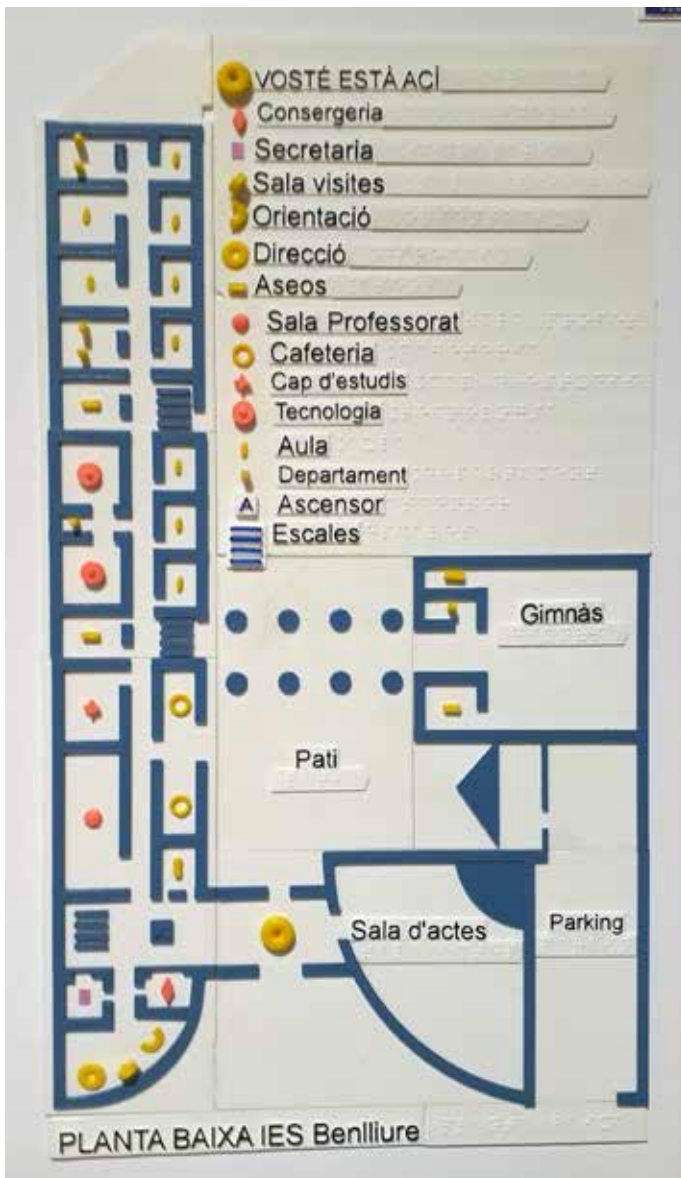 VOSTÉ ESTÀ ACÍ
Consergeria
Secretaria
Sala visites
Orientació
Direcció
Aseos
Sala Professorat
Cafeteria
Cap d'estudis
Tecnologia
Aula
Departament
A Ascensor
Escales
Gimnàs
Pati
Sala d'actes
Parking
PLANTA BAIXA IES Benlliure